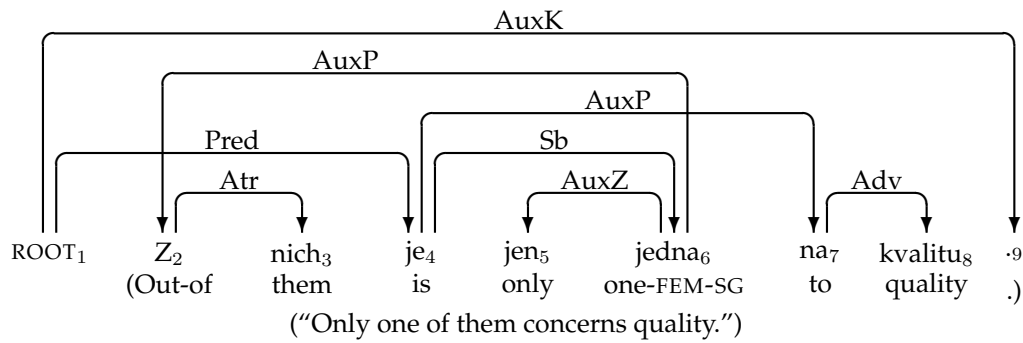 AuxK
AuxP
AuxP
Pred Sb
Atr AuxZ Adv
ROOT₁ Z₂ nich₃ je₄ jen₅ jedna₆ na₇ kvalitu₈ .₉
(Out-of them is only one-FEM-SG to quality .)
(“Only one of them concerns quality.”)